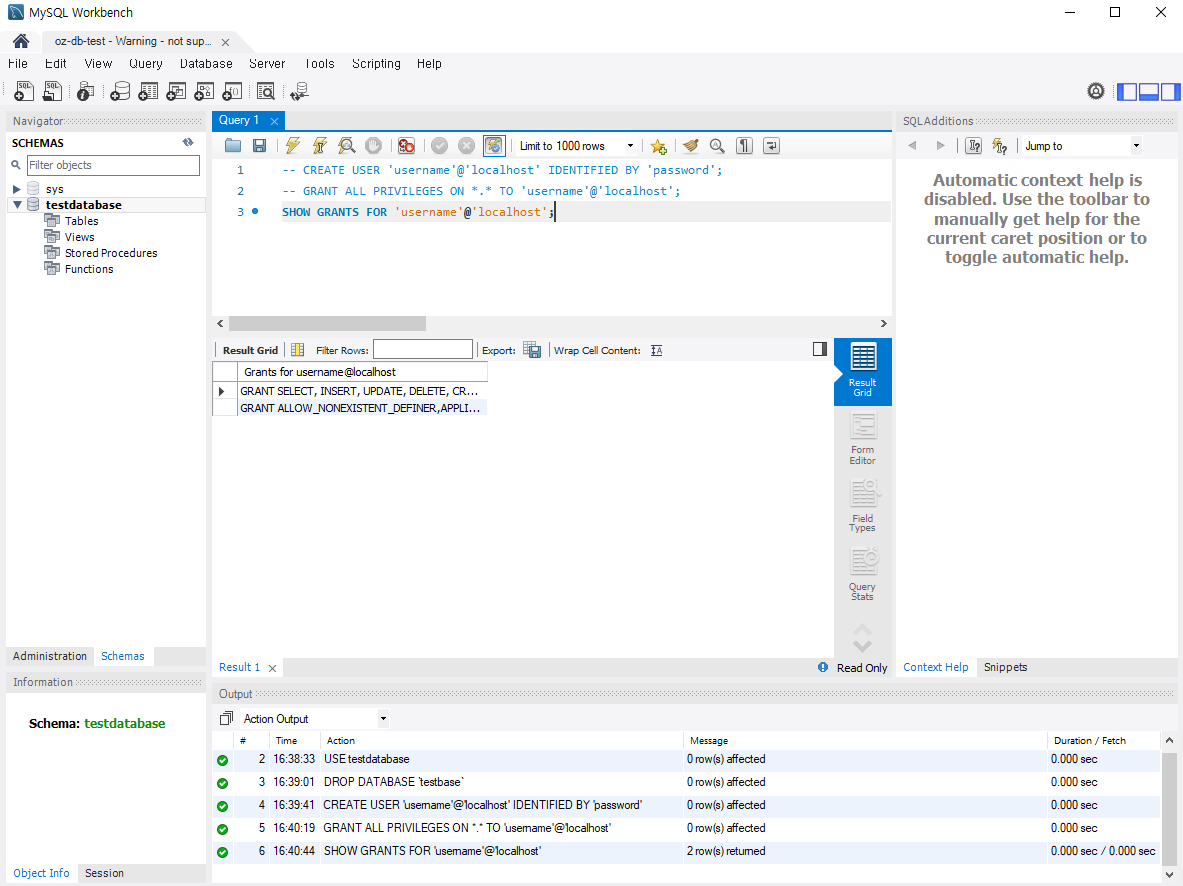 MySQL Workbench
oz-db-test - Warning - not sup...
File Edit View Query Database Server Tools Scripting Help
Navigator
SCHEMAS
Filter objects
sys
testdatabase
Tables
Views
Stored Procedures
Functions
Administration Schemas
Information
Schema: testdatabase
Object Info Session
Query 1
Limit to 1000 rows
1 -- CREATE USER 'username'@'localhost' IDENTIFIED BY 'password';
2 -- GRANT ALL PRIVILEGES ON *.* TO 'username'@'localhost';
3 SHOW GRANTS FOR 'username'@'localhost';
Result Grid Filter Rows: Export: Wrap Cell Content:
Grants for username@localhost
GRANT SELECT, INSERT, UPDATE, DELETE, CR...
GRANT ALLOW_NONEXISTENT_DEFINER,APPLI...
Result
Grid
Form
Editor
Field
Types
Query
Stats
Result 1 Read Only
SQLAdditions
Jump to
Automatic context help is
disabled. Use the toolbar to
manually get help for the
current caret position or to
toggle automatic help.
Context Help Snippets
Output
Action Output
# Time Action Message Duration / Fetch
2 16:38:33 USE testdatabase 0 row(s) affected 0.000 sec
3 16:39:01 DROP DATABASE `testbase` 0 row(s) affected 0.000 sec
4 16:39:41 CREATE USER 'username'@'localhost' IDENTIFIED BY 'password' 0 row(s) affected 0.000 sec
5 16:40:19 GRANT ALL PRIVILEGES ON *.* TO 'username'@'localhost' 0 row(s) affected 0.000 sec
6 16:40:44 SHOW GRANTS FOR 'username'@'localhost' 2 row(s) returned 0.000 sec / 0.000 sec